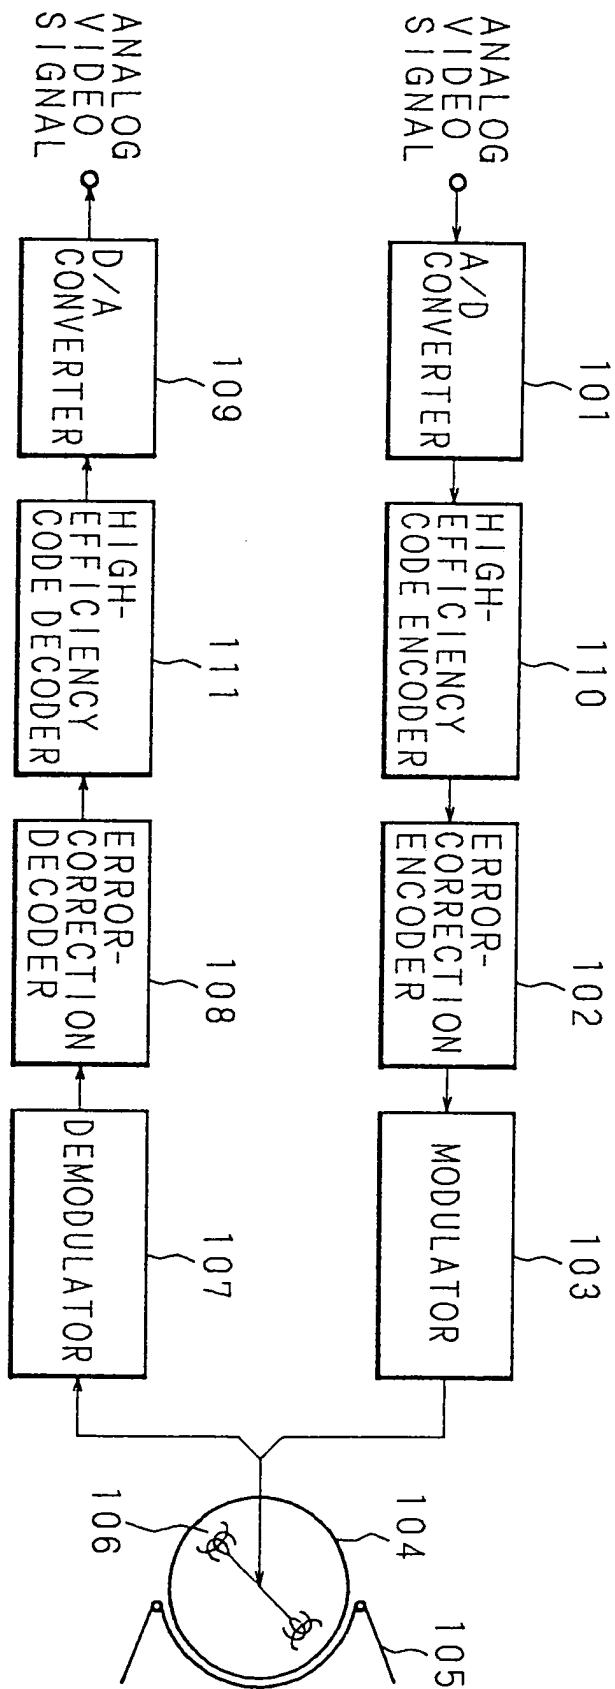 ANALOG
VIDEO
SIGNAL
101
A/D
CONVERTER
110
HIGH-
EFFICIENCY
CODE ENCODER
102
ERROR-
CORRECTION
ENCODER
103
MODULATOR
104
105
106
ANALOG
VIDEO
SIGNAL
109
D/A
CONVERTER
111
HIGH-
EFFICIENCY
CODE DECODER
108
ERROR-
CORRECTION
DECODER
107
DEMODULATOR